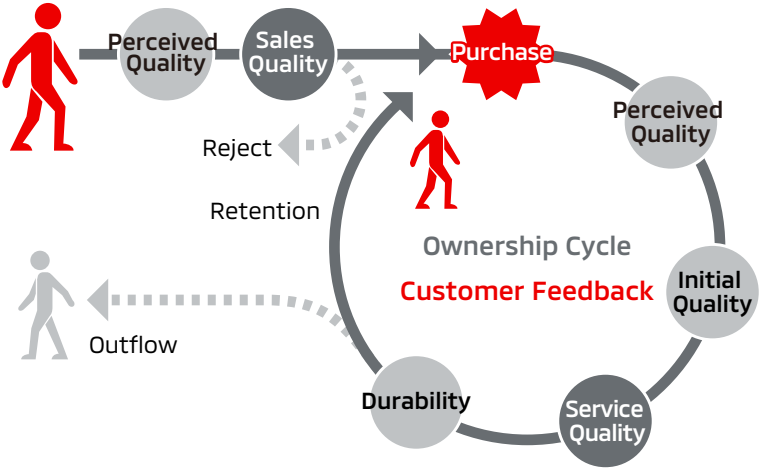 Perceived
Quality
Sales
Quality
Purchase
Perceived
Quality
Reject
Retention
Ownership Cycle
Customer Feedback
Initial
Quality
Outflow
Durability
Service
Quality